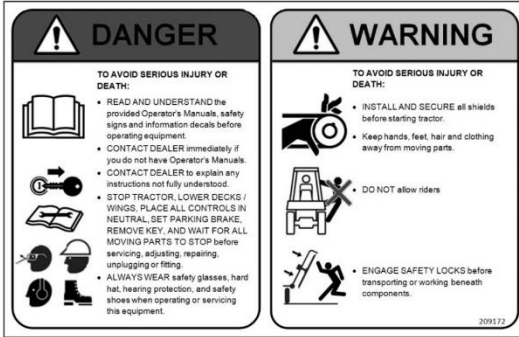 DANGER
TO AVOID SERIOUS INJURY OR
DEATH:
• READ AND UNDERSTAND the
provided Operator's Manuals, safety
signs and information decals before
operating equipment.
• CONTACT DEALER immediately if
you do not have Operator's Manuals.
• CONTACT DEALER to explain any
instructions not fully understood.
• STOP TRACTOR, LOWER DECKS /
WINGS, PLACE ALL CONTROLS IN
NEUTRAL, SET PARKING BRAKE,
REMOVE KEY, AND WAIT FOR ALL
MOVING PARTS TO STOP before
servicing, adjusting, repairing,
unplugging or fitting.
• ALWAYS WEAR safety glasses, hard
hat, hearing protection, and safety
shoes when operating or servicing
this equipment.
WARNING
TO AVOID SERIOUS INJURY OR
DEATH:
• INSTALL AND SECURE all shields
before starting tractor.
• Keep hands, feet, hair and clothing
away from moving parts.
• DO NOT allow riders
• ENGAGE SAFETY LOCKS before
transporting or working beneath
components.
209172